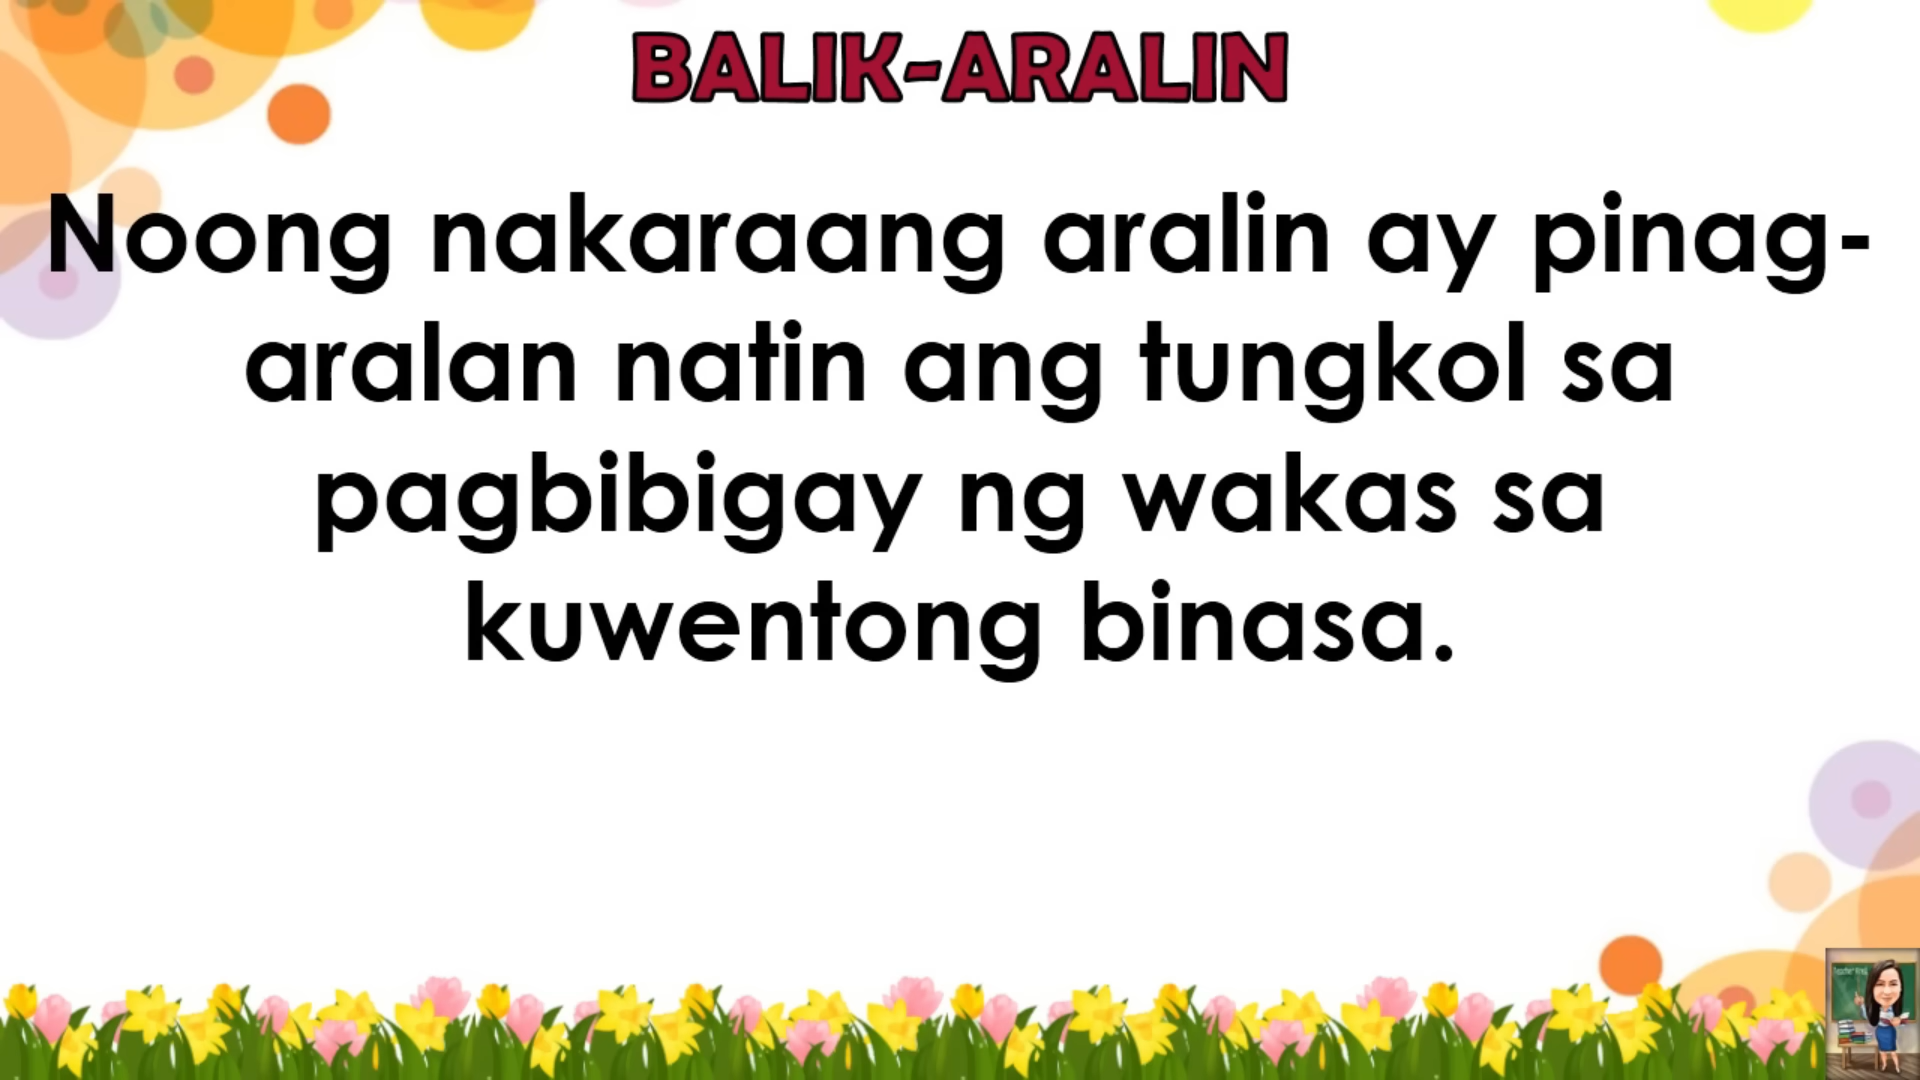 BALIK-ARALIN
Noong nakaraang aralin ay pinag-
aralan natin ang tungkol sa
pagbibigay ng wakas sa
kuwentong binasa.